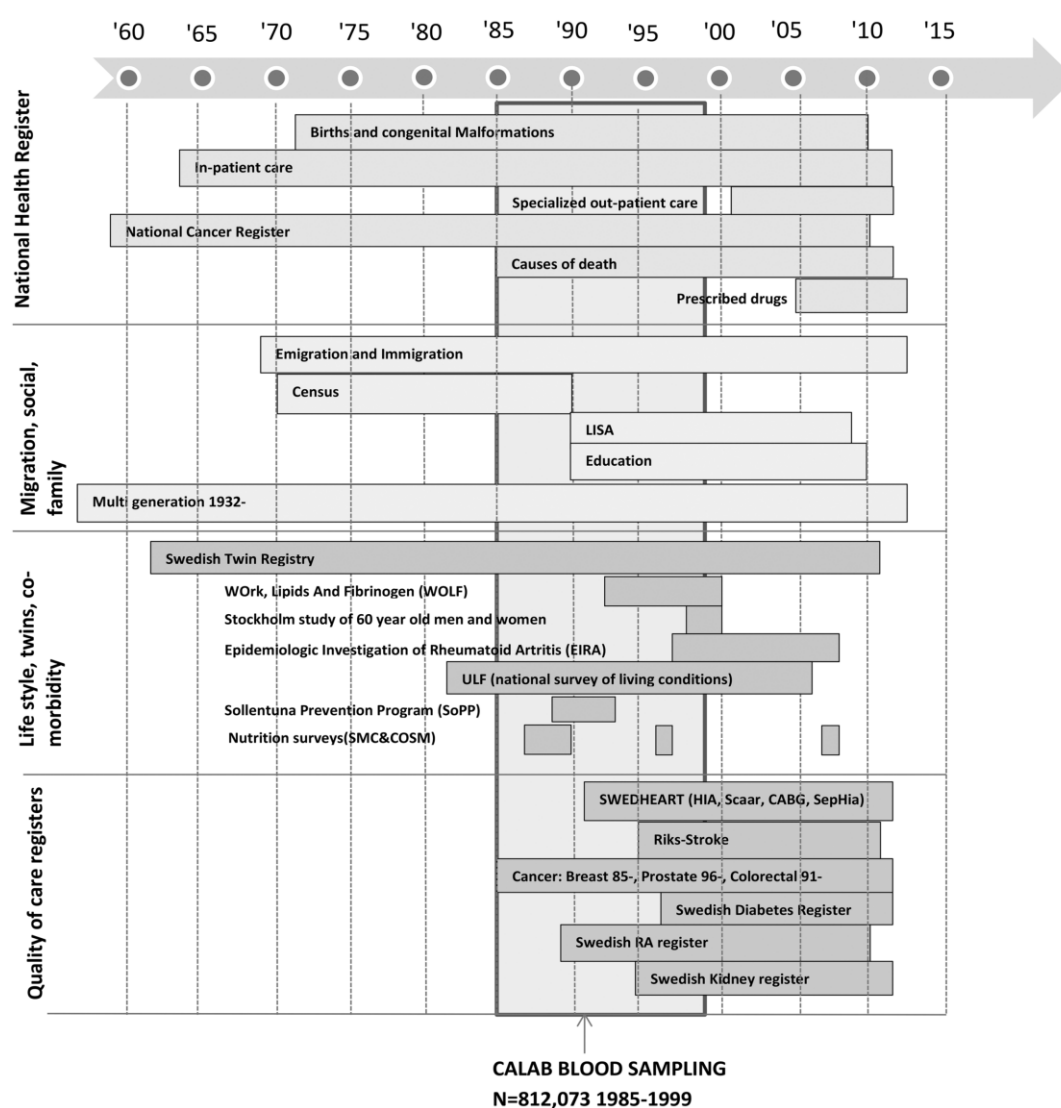 '60 '65 '70 '75 '80 '85 '90 '95 '00 '05 '10 '15
National Health Register
Births and congenital Malformations
In-patient care
Specialized out-patient care
National Cancer Register
Causes of death
Prescribed drugs
Migration, social,
family
Emigration and Immigration
Census
LISA
Education
Multi generation 1932-
Life style, twins, co-
morbidity
Swedish Twin Registry
WOrk, Lipids And Fibrinogen (WOLF)
Stockholm study of 60 year old men and women
Epidemiologic Investigation of Rheumatoid Artritis (EIRA)
ULF (national survey of living conditions)
Sollentuna Prevention Program (SoPP)
Nutrition surveys(SMC&COSM)
Quality of care registers
SWEDHEART (HIA, Scaar, CABG, SepHia)
Riks-Stroke
Cancer: Breast 85-, Prostate 96-, Colorectal 91-
Swedish Diabetes Register
Swedish RA register
Swedish Kidney register
CALAB BLOOD SAMPLING
N=812,073 1985-1999